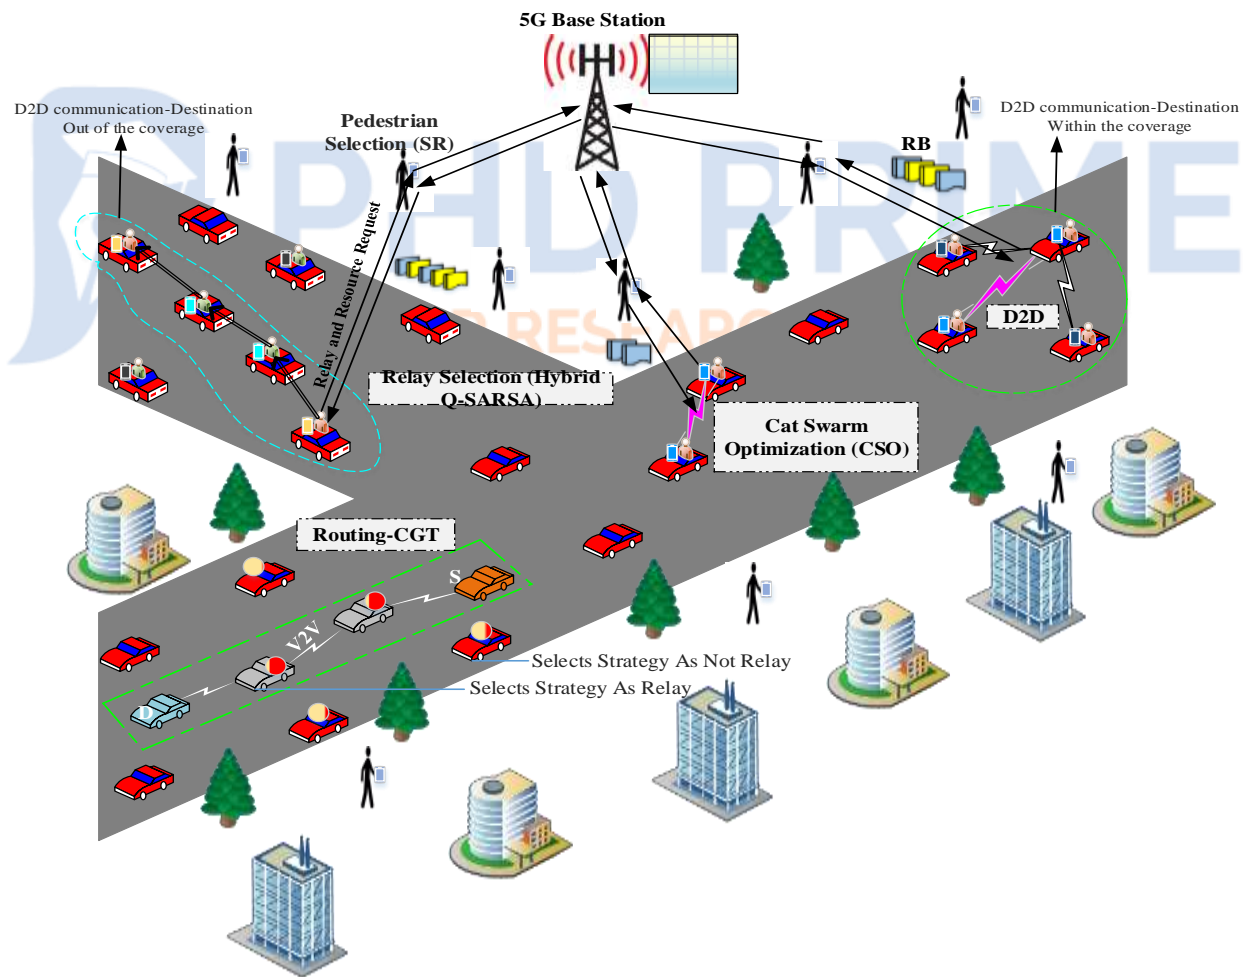 5G Base Station
D2D communication-Destination
Out of the coverage
Pedestrian
Selection (SR)
RB
D2D communication-Destination
Within the coverage
PHD PRIME
RESEARC
Relay and Resource Request
D2D
Relay Selection (Hybrid
Q-SARSA)
Cat Swarm
Optimization (CSO)
Routing-CGT
S
V2V
D
Selects Strategy As Not Relay
Selects Strategy As Relay